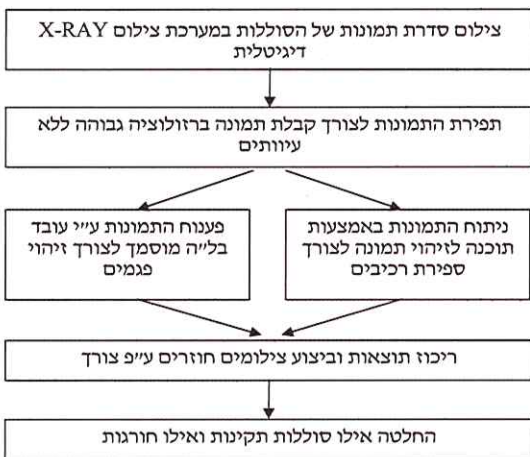 צילום סדרת תמונות של הסוללות במערכת צילום X-RAY
דיגיטלית
תפירת התמונות לצורך קבלת תמונה ברזולוציה גבוהה ללא
עיוותים
ניתוח התמונות באמצעות
תוכנה לזיהוי תמונה לצורך
ספירת רכיבים
פענוח התמונות ע״י עובד
בל״ה מוסמך לצורך זיהוי
פגמים
ריכוז תוצאות וביצוע צילומים חוזרים ע״פ צורך
החלטה אילו סוללות תקינות ואילו חורגות